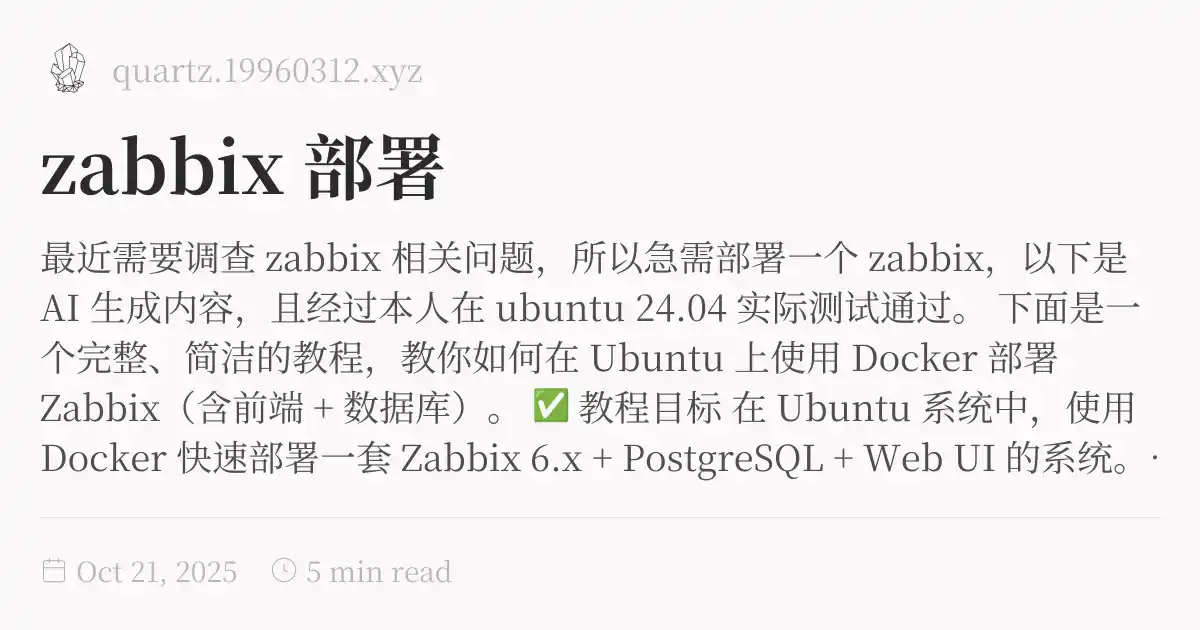 quartz.19960312.xyz
zabbix 部署
最近需要调查 zabbix 相关问题，所以急需部署一个 zabbix，以下是
AI 生成内容，且经过本人在 ubuntu 24.04 实际测试通过。 下面是一
个完整、简洁的教程，教你如何在 Ubuntu 上使用 Docker 部署
Zabbix（含前端 + 数据库）。 ✅ 教程目标 在 Ubuntu 系统中，使用
Docker 快速部署一套 Zabbix 6.x + PostgreSQL + Web UI 的系统。·
Oct 21, 2025 5 min read